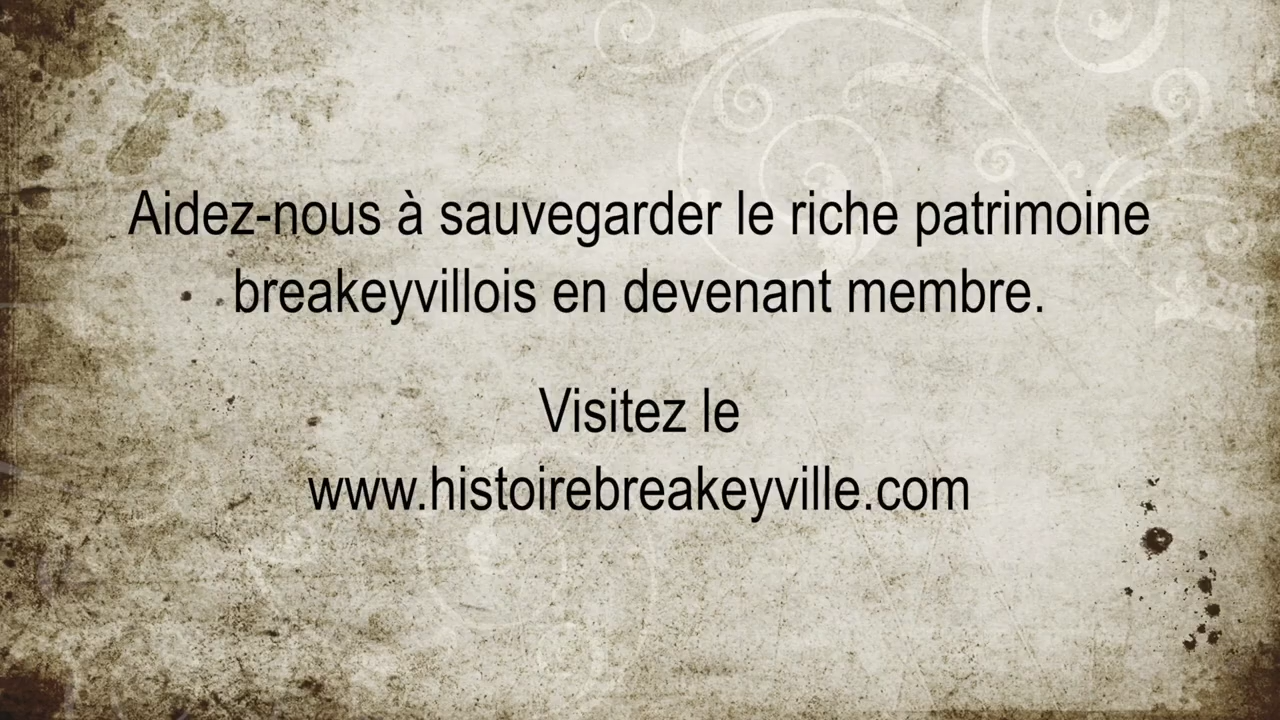 Aidez-nous à sauvegarder le riche patrimoine
breakeyvillois en devenant membre.
Visitez le
www.histoirebreakeyville.com